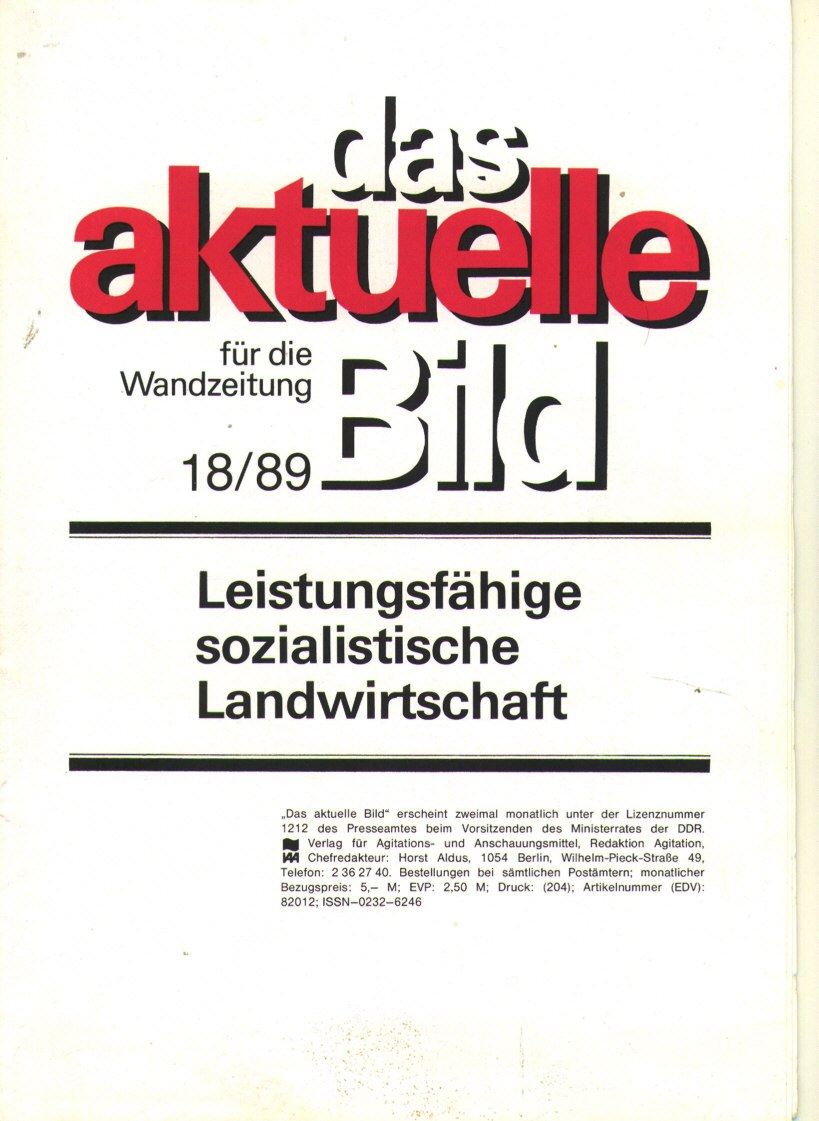 das
aktuelle
für die
Wandzeitung
Bild
18/89
Leistungsfähige
sozialistische
Landwirtschaft
„Das aktuelle Bild“ erscheint zweimal monatlich unter der Lizenznummer
1212 des Presseamtes beim Vorsitzenden des Ministerrates der DDR.
Verlag für Agitations- und Anschauungsmittel, Redaktion Agitation,
Chefredakteur: Horst Aldus, 1054 Berlin, Wilhelm-Pieck-Straße 49,
Telefon: 2 36 27 40. Bestellungen bei sämtlichen Postämtern; monatlicher
Bezugspreis: 5,– M; EVP: 2,50 M; Druck: (204); Artikelnummer (EDV):
82012; ISSN–0232–6246